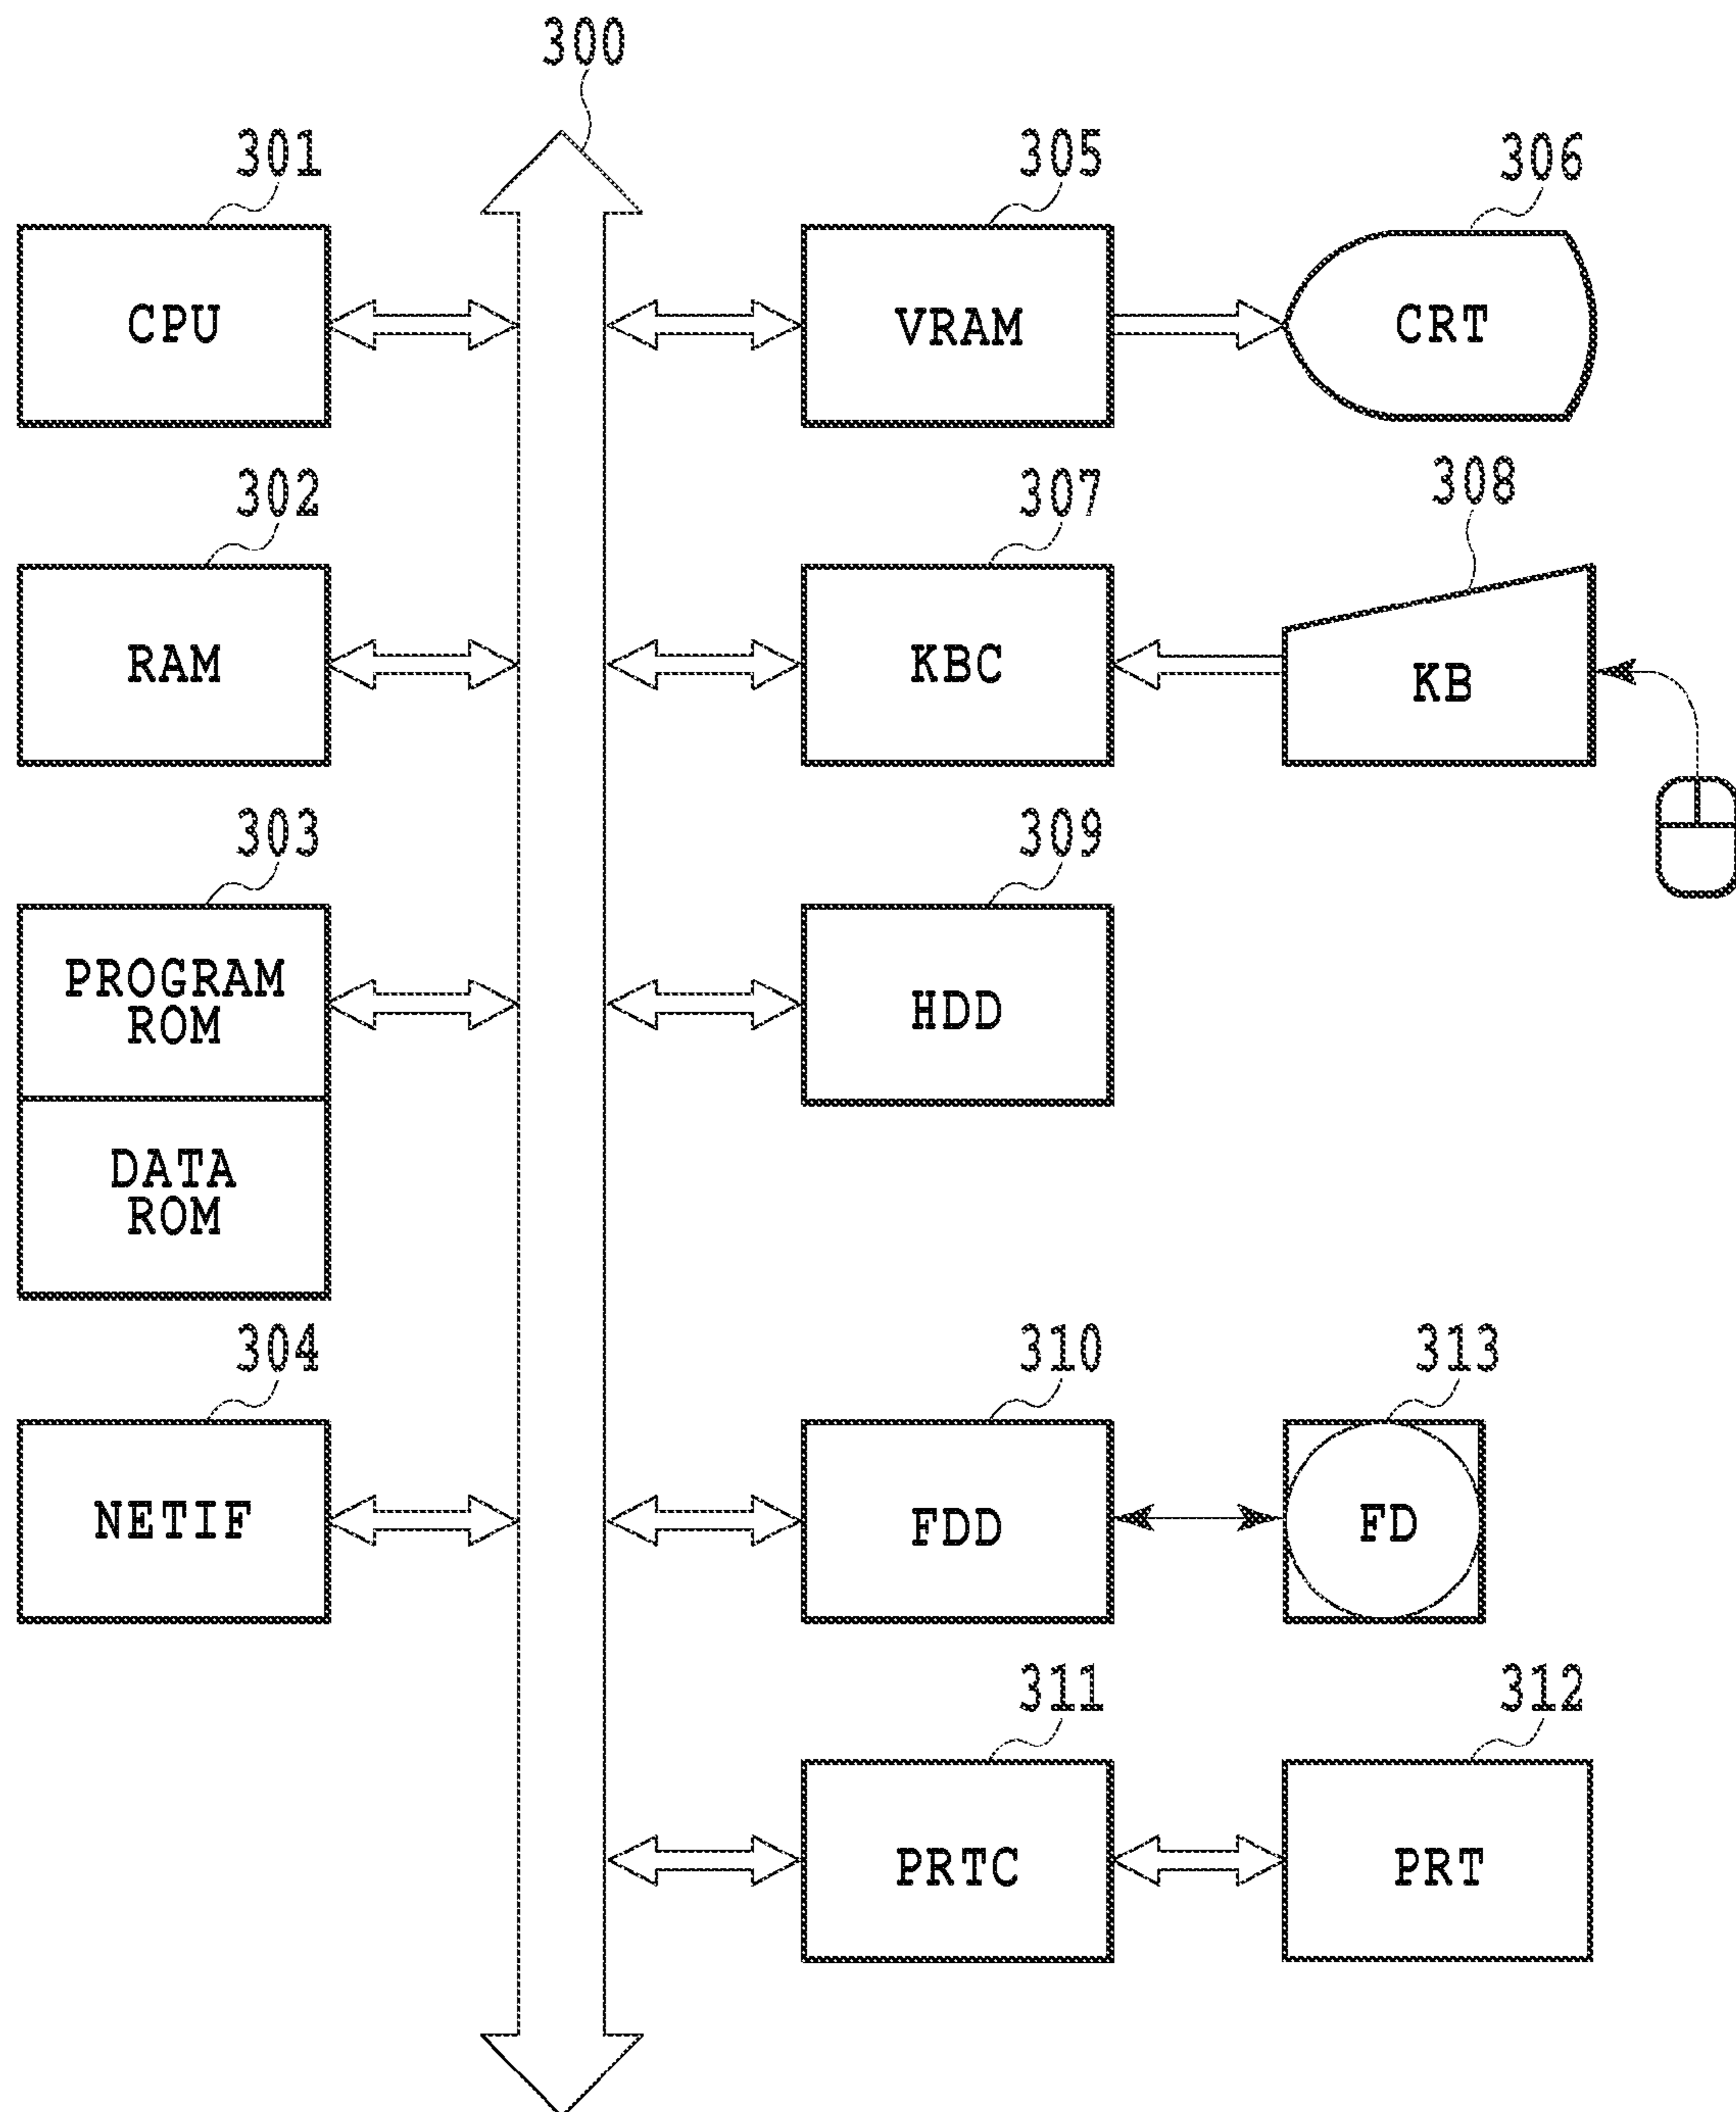 300
301
305
306
CPU
VRAM
CRT
302
307
308
RAM
KBC
KB
303
309
PROGRAM
ROM
HDD
DATA
ROM
304
310
313
NETIF
FDD
FD
311
312
PRTC
PRT